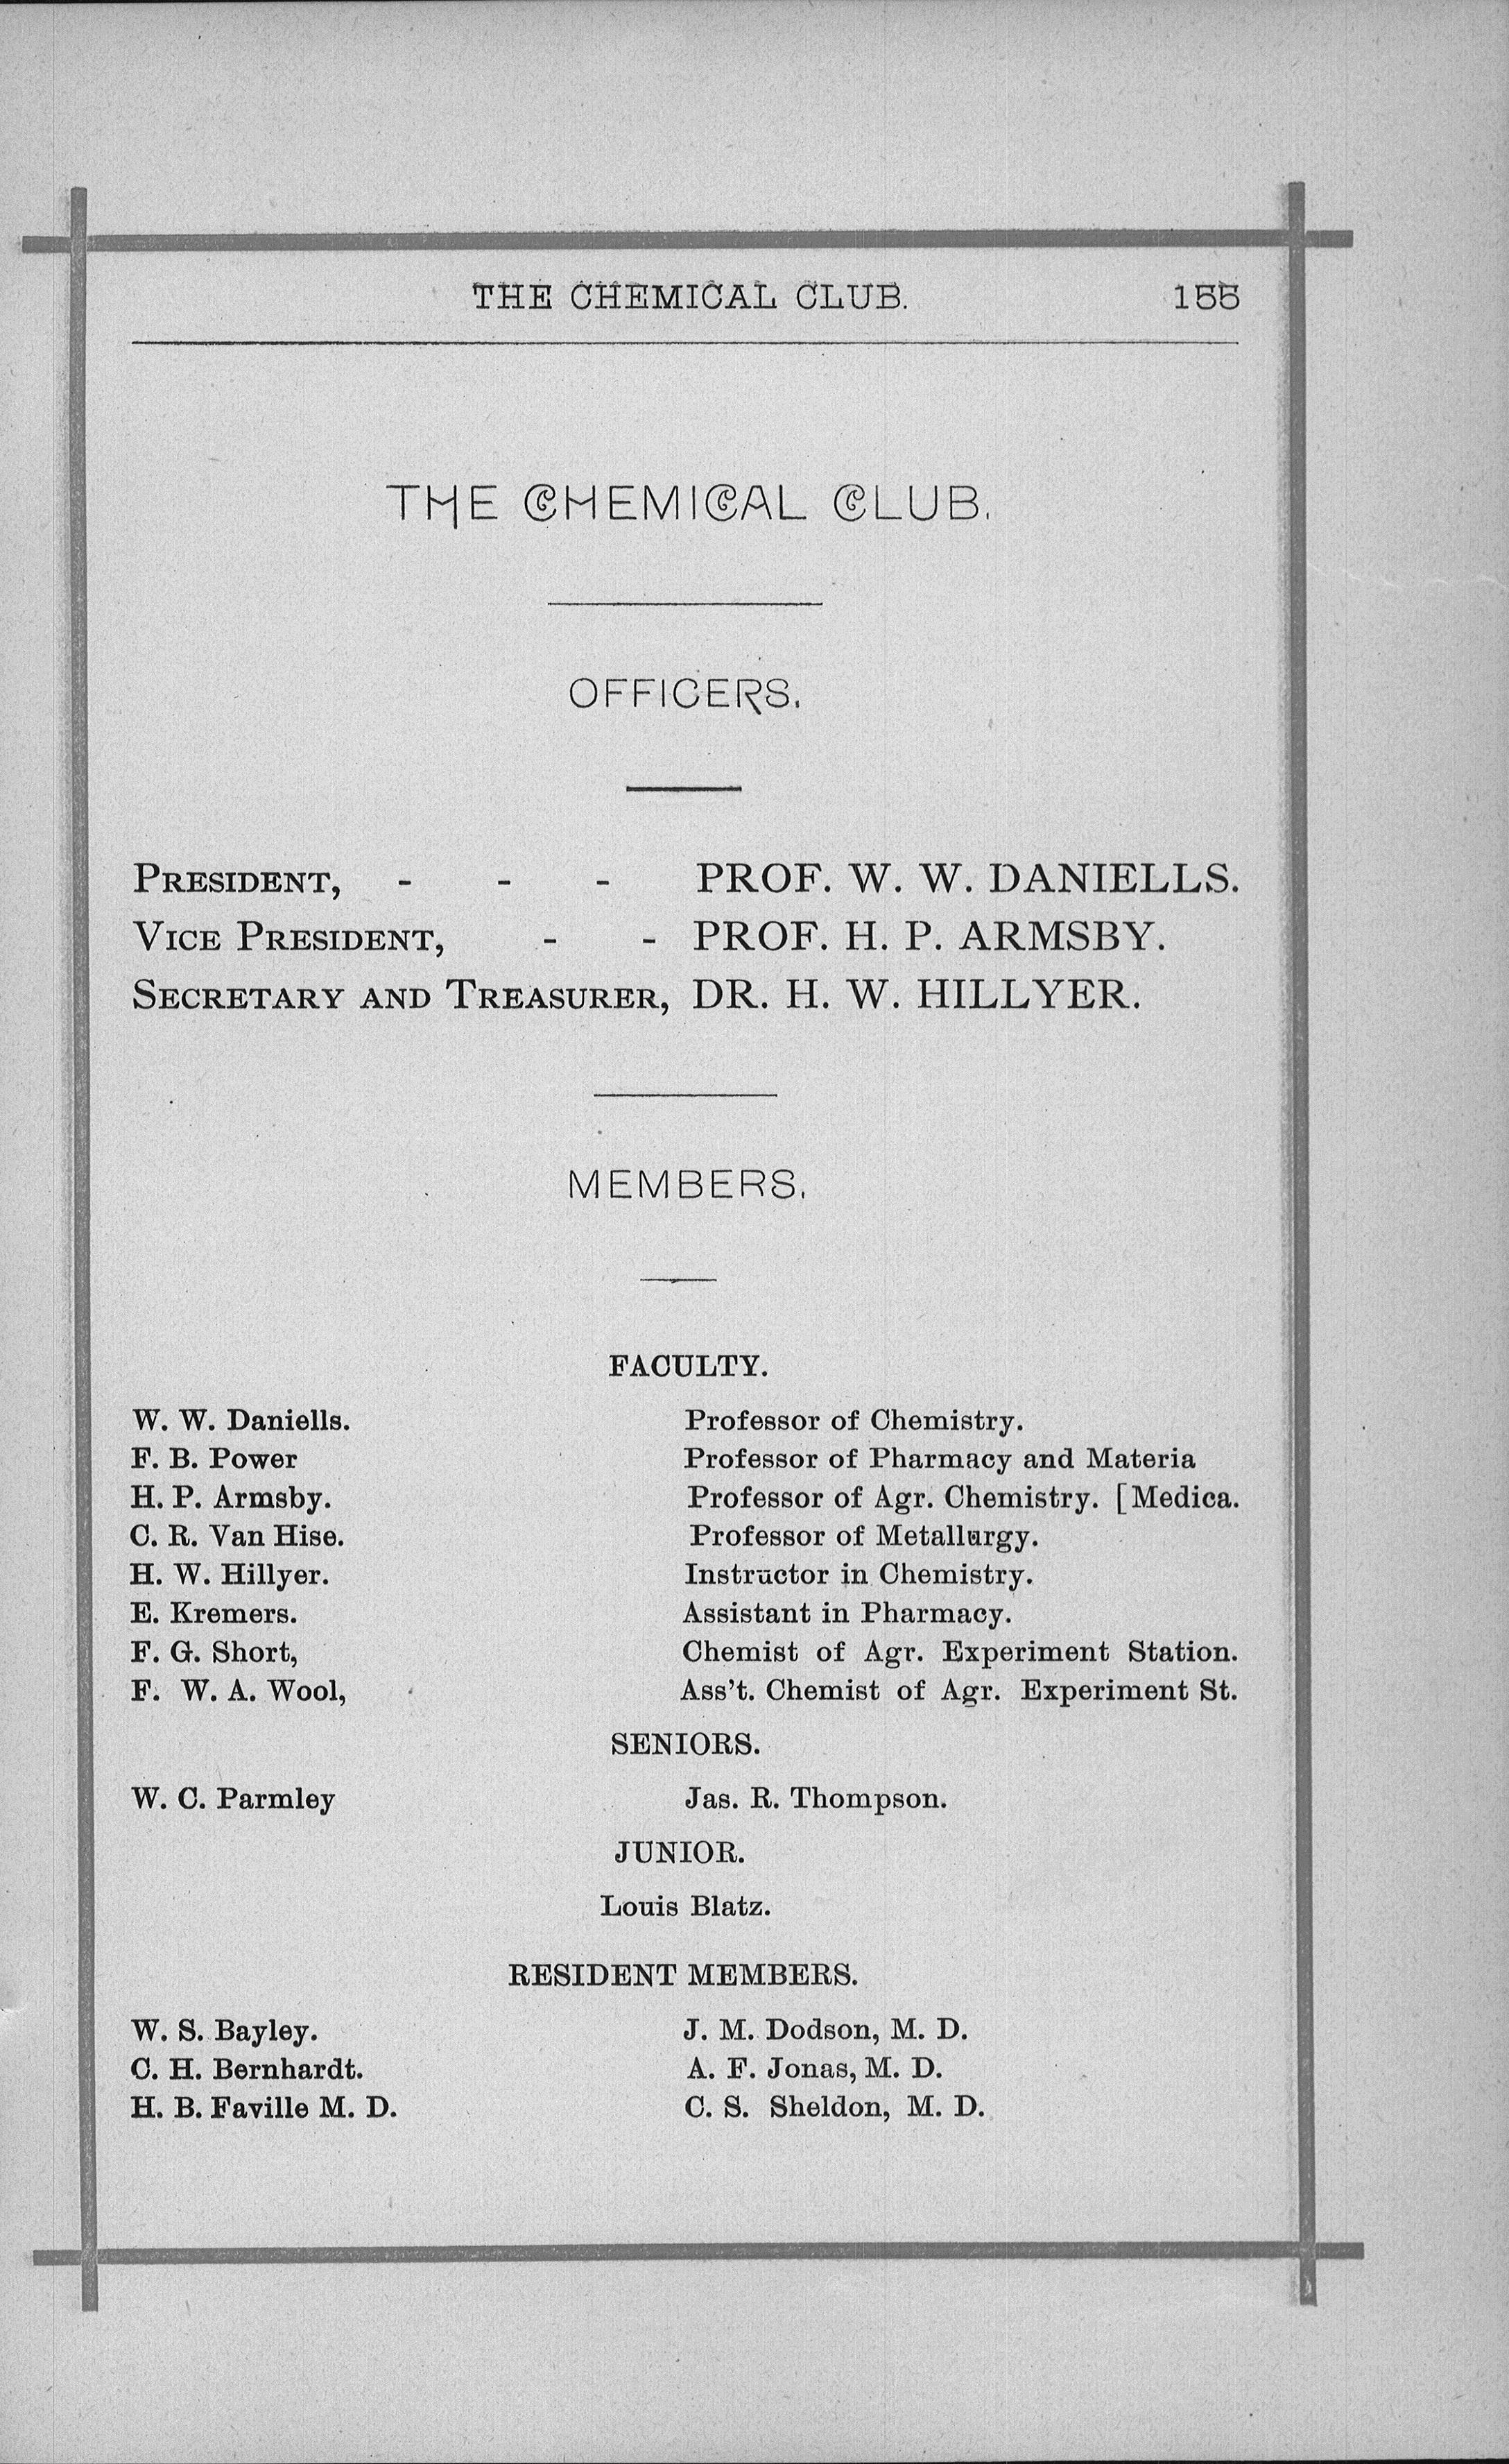 THE CHEMICAL CLUB. 155
THE CHEMICAL CLUB.
OFFICERS.
PRESIDENT, - - - PROF. W. W. DANIELLS.
VICE PRESIDENT, - - PROF. H. P. ARMSBY.
SECRETARY AND TREASURER, DR. H. W. HILLYER.
MEMBERS.
FACULTY.
W. W. Daniells. Professor of Chemistry.
F. B. Power Professor of Pharmacy and Materia
H. P. Armsby. Professor of Agr. Chemistry. [Medica.
C. R. Van Hise. Professor of Metallurgy.
H. W. Hillyer. Instructor in Chemistry.
E. Kremers. Assistant in Pharmacy.
F. G. Short, Chemist of Agr. Experiment Station.
F. W. A. Wool, Ass't. Chemist of Agr. Experiment St.
SENIORS.
W. C. Parmley Jas. R. Thompson.
JUNIOR.
Louis Blatz.
RESIDENT MEMBERS.
W. S. Bayley. J. M. Dodson, M. D.
C. H. Bernhardt. A. F. Jonas, M. D.
H. B. Faville M. D. C. S. Sheldon, M. D.